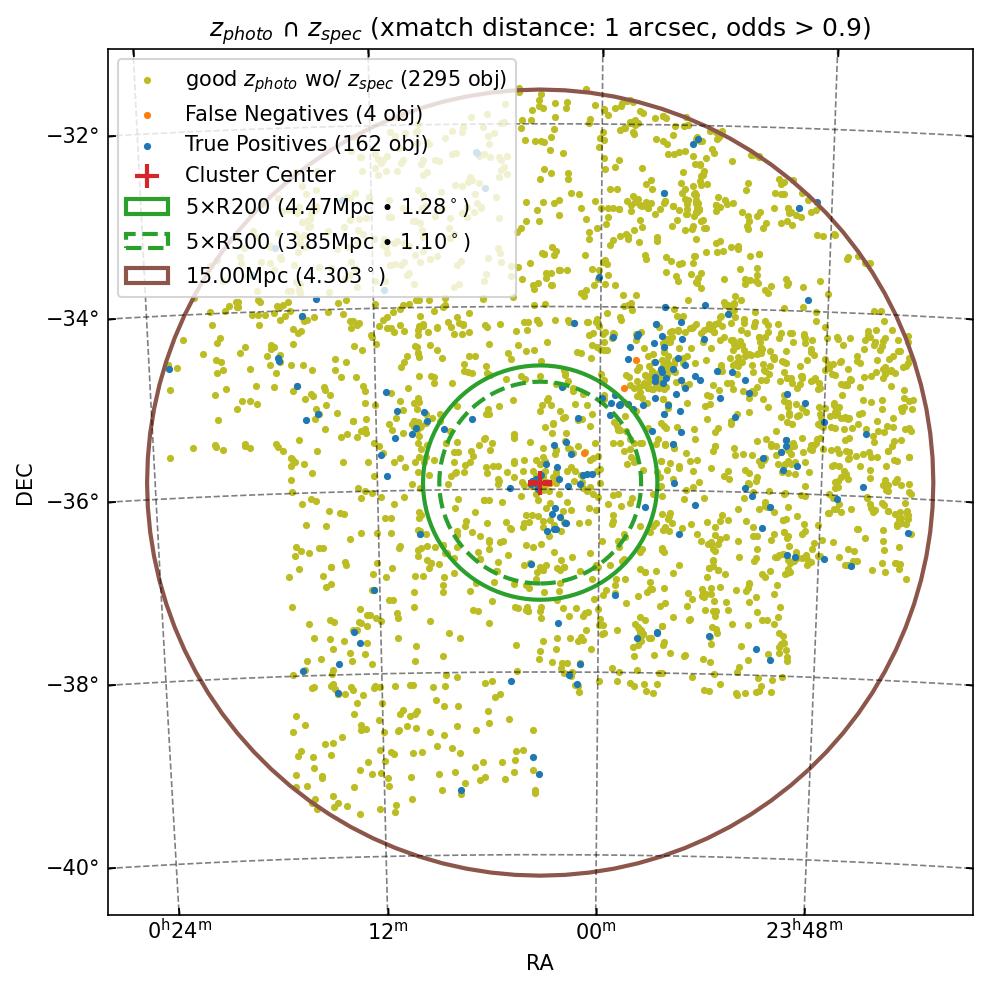 z_photo ∩ z_spec (xmatch distance: 1 arcsec, odds > 0.9)
good z_photo wo/ z_spec (2295 obj)
False Negatives (4 obj)
True Positives (162 obj)
Cluster Center
5×R200 (4.47Mpc • 1.28°)
5×R500 (3.85Mpc • 1.10°)
15.00Mpc (4.303°)
−32°
−34°
−36°
−38°
−40°
DEC
0ʰ24ᵐ
12ᵐ
00ᵐ
23ʰ48ᵐ
RA